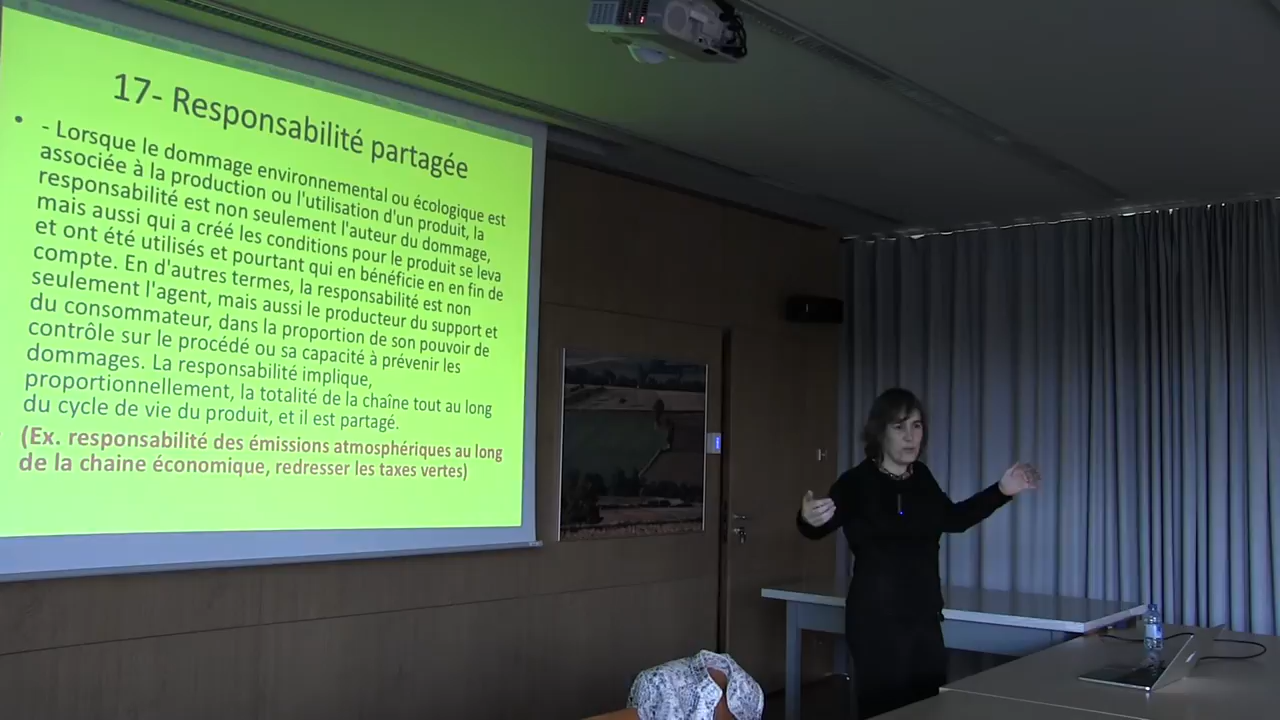 17- Responsabilité partagée
• - Lorsque le dommage environnemental ou écologique est
associée à la production ou l'utilisation d'un produit, la
responsabilité est non seulement l'auteur du dommage,
mais aussi qui a créé les conditions pour le produit se leva
et ont été utilisés et pourtant qui en bénéficie en en fin de
compte. En d'autres termes, la responsabilité est non
seulement l'agent, mais aussi le producteur du support et
du consommateur, dans la proportion de son pouvoir de
contrôle sur le procédé ou sa capacité à prévenir les
dommages. La responsabilité implique,
proportionnellement, la totalité de la chaîne tout au long
du cycle de vie du produit, et il est partagé.
(Ex. responsabilité des émissions atmosphériques au long
de la chaine économique, redresser les taxes vertes)